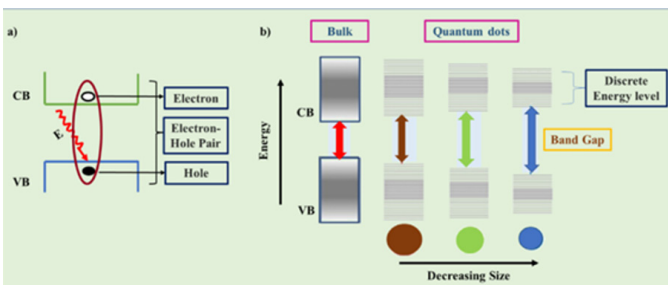 a)
CB
E
VB
Electron
Electron-
Hole Pair
Hole
b)
Bulk
Quantum dots
Energy
CB
VB
Discrete
Energy level
Band Gap
Decreasing Size